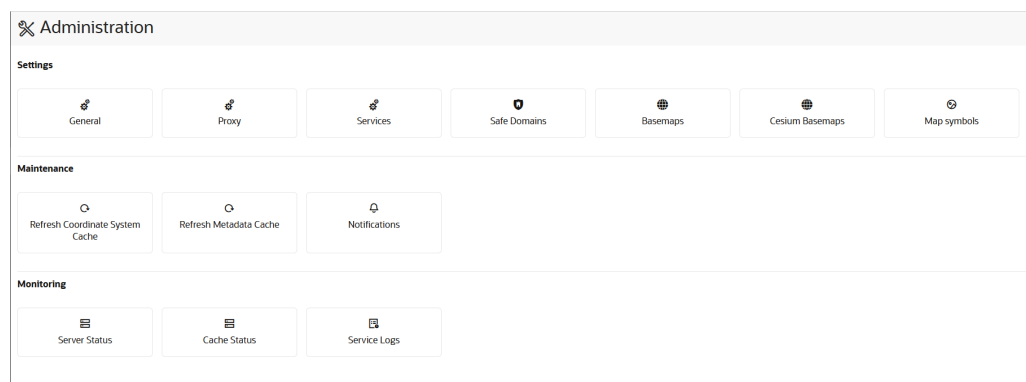 Administration
Settings
General
Proxy
Services
Safe Domains
Basemaps
Cesium Basemaps
Map symbols
Maintenance
Refresh Coordinate System
Cache
Refresh Metadata Cache
Notifications
Monitoring
Server Status
Cache Status
Service Logs